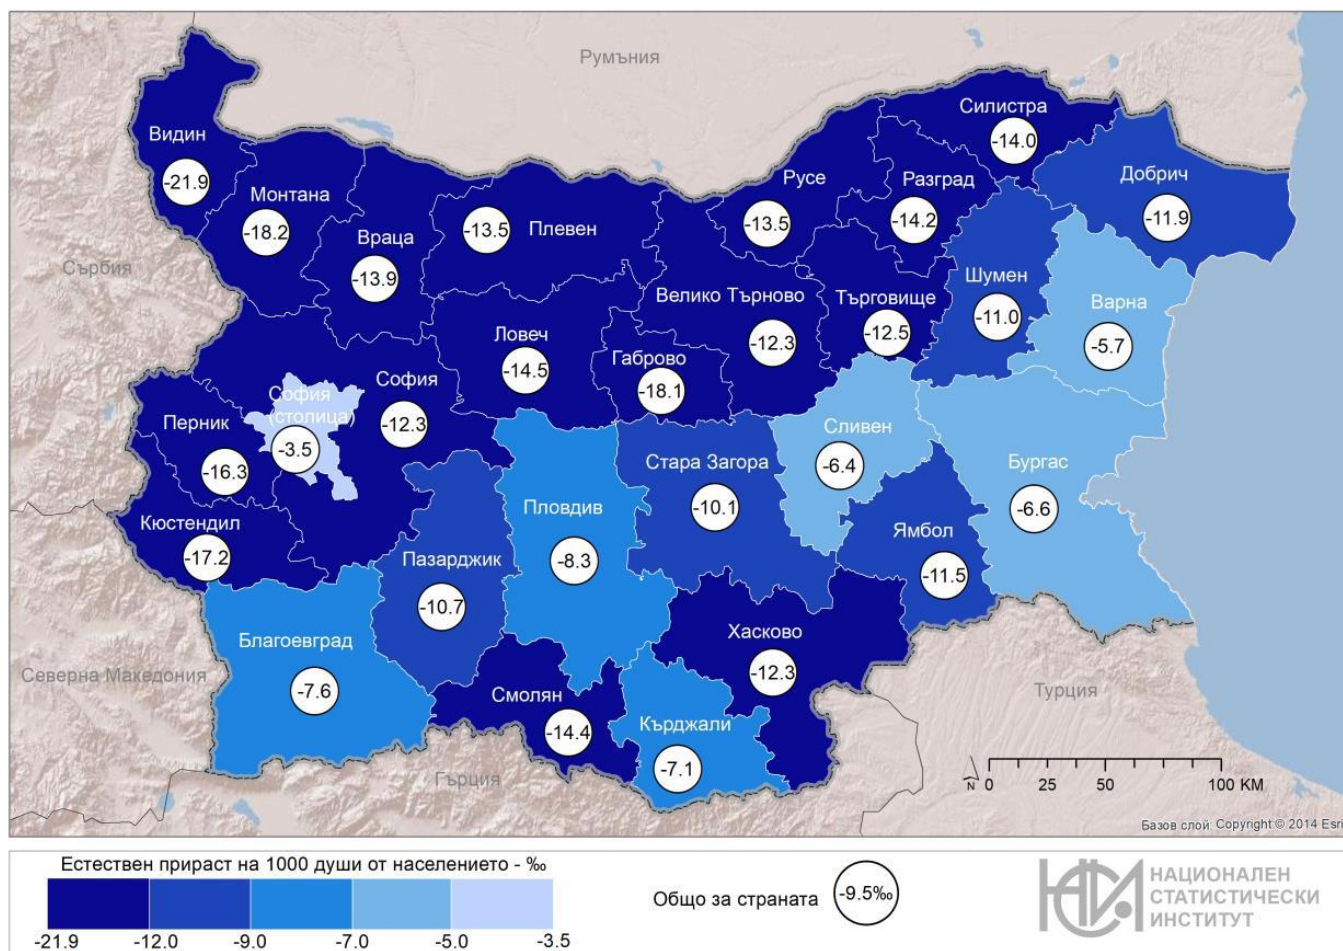 Румъния
Силистра
-14.0
Видин
-21.9
Добрич
-11.9
Русе
-13.5
Разград
-14.2
Монтана
-18.2
-13.5
Плевен
Враца
-13.9
Сърбия
Шумен
-11.0
Велико Търново
-12.3
Търговище
-12.5
Варна
-5.7
Ловеч
-14.5
Габрово
-18.1
София
(столица)
-3.5
София
-12.3
Перник
-16.3
Сливен
-6.4
Стара Загора
-10.1
Бургас
-6.6
Пловдив
-8.3
Кюстендил
-17.2
Ямбол
-11.5
Пазарджик
-10.7
Благоевград
-7.6
Хасково
-12.3
Северна Македония
Смолян
-14.4
Турция
Кърджали
-7.1
Гърция
N
0 25 50 100 KM
Базов слой: Copyright:© 2014 Esri
Естествен прираст на 1000 души от населението - ‰
-21.9 -12.0 -9.0 -7.0 -5.0 -3.5
Общо за страната -9.5‰
НСИ
НАЦИОНАЛЕН
СТАТИСТИЧЕСКИ
ИНСТИТУТ